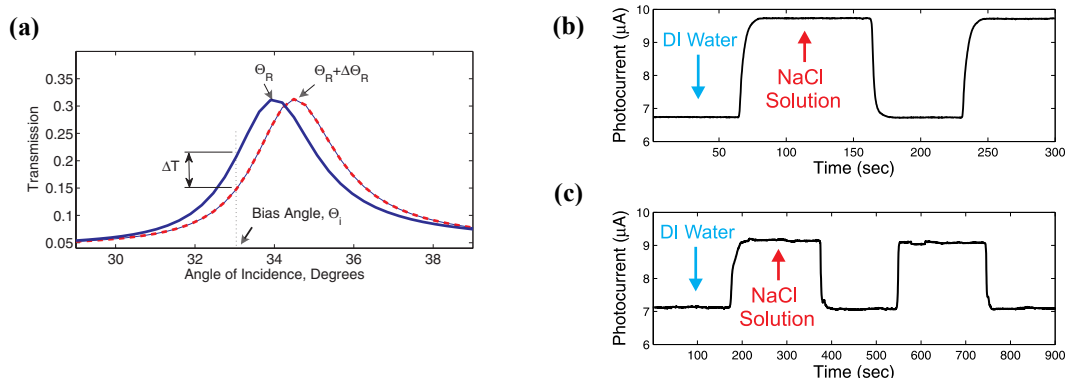 (a)
Transmission
0.35
0.30
0.25
0.20
0.15
0.1
0.05
Θ_R
Θ_R+ΔΘ_R
ΔT
Bias Angle, Θ_i
30 32 34 36 38
Angle of Incidence, Degrees
(b)
Photocurrent (µA)
10
9
8
7
6
DI Water
NaCl
Solution
50 100 150 200 250 300
Time (sec)
(c)
Photocurrent (µA)
10
9
8
7
6
DI Water
NaCl
Solution
100 200 300 400 500 600 700 800 900
Time (sec)